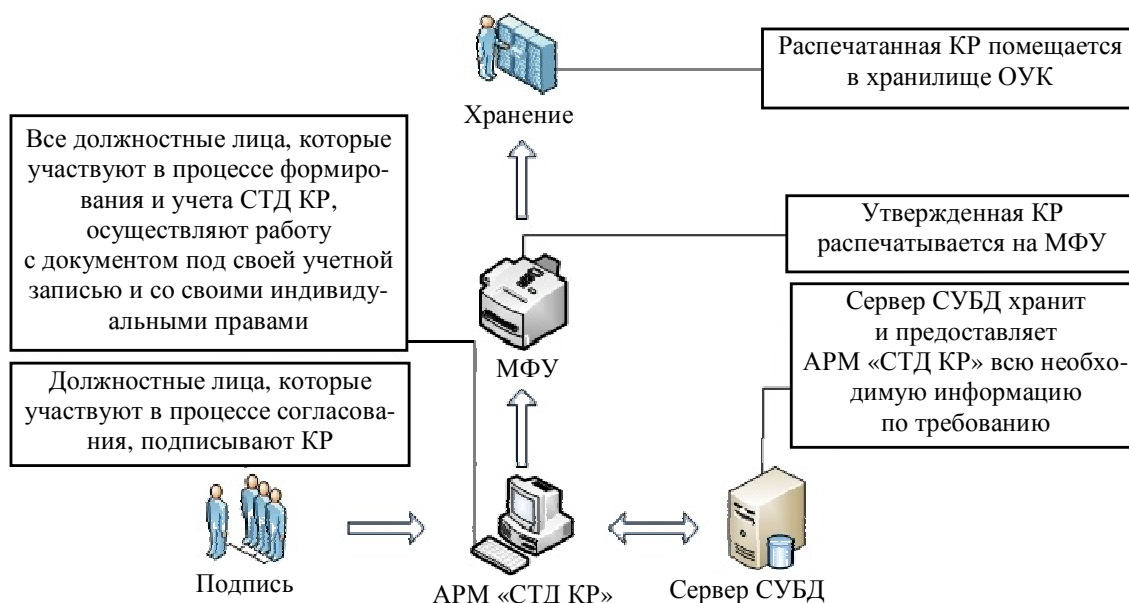 Распечатанная КР помещается
в хранилище ОУК
Хранение
Все должностные лица, которые
участвуют в процессе формиро-
вания и учета СТД КР,
осуществляют работу
с документом под своей учетной
записью и со своими индивиду-
альными правами
Утвержденная КР
распечатывается на МФУ
МФУ
Сервер СУБД хранит
и предоставляет
АРМ «СТД КР» всю необхо-
димую информацию
по требованию
Должностные лица, которые
участвуют в процессе согласова-
ния, подписывают КР
Подпись
АРМ «СТД КР»
Сервер СУБД